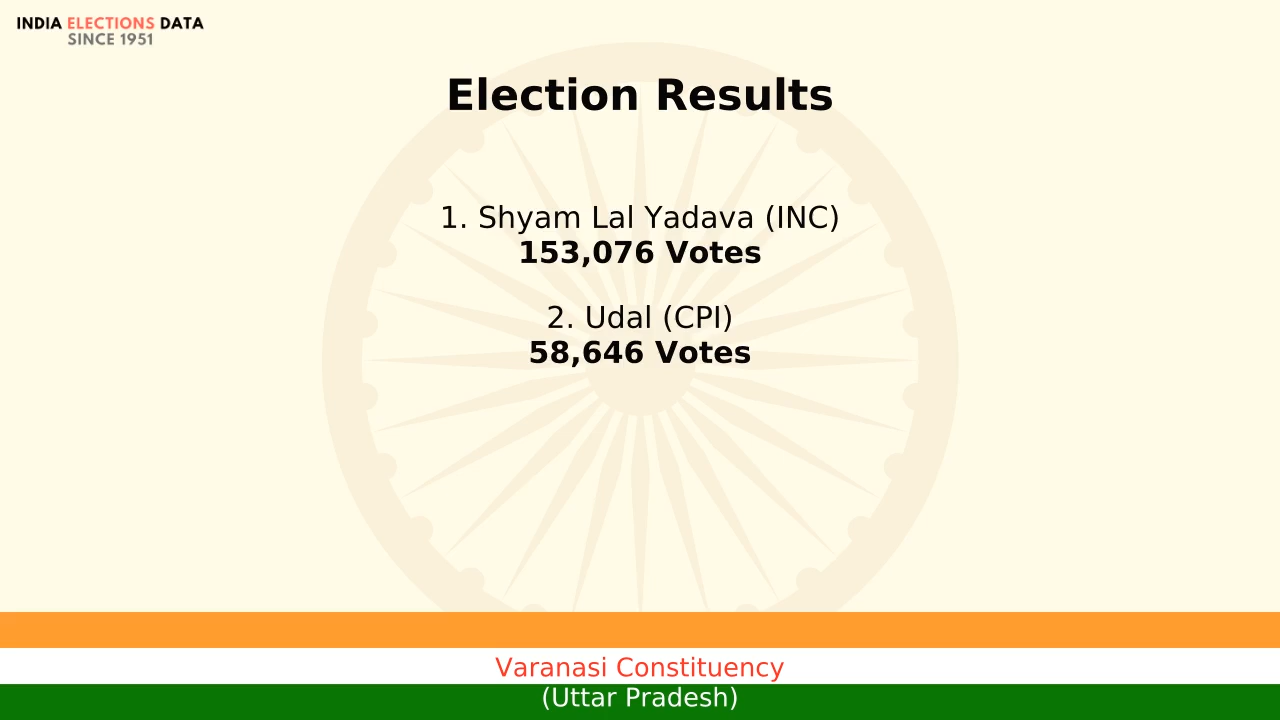 INDIA ELECTIONS DATA
SINCE 1951
Election Results
1. Shyam Lal Yadava (INC)
153,076 Votes
2. Udal (CPI)
58,646 Votes
Varanasi Constituency
(Uttar Pradesh)